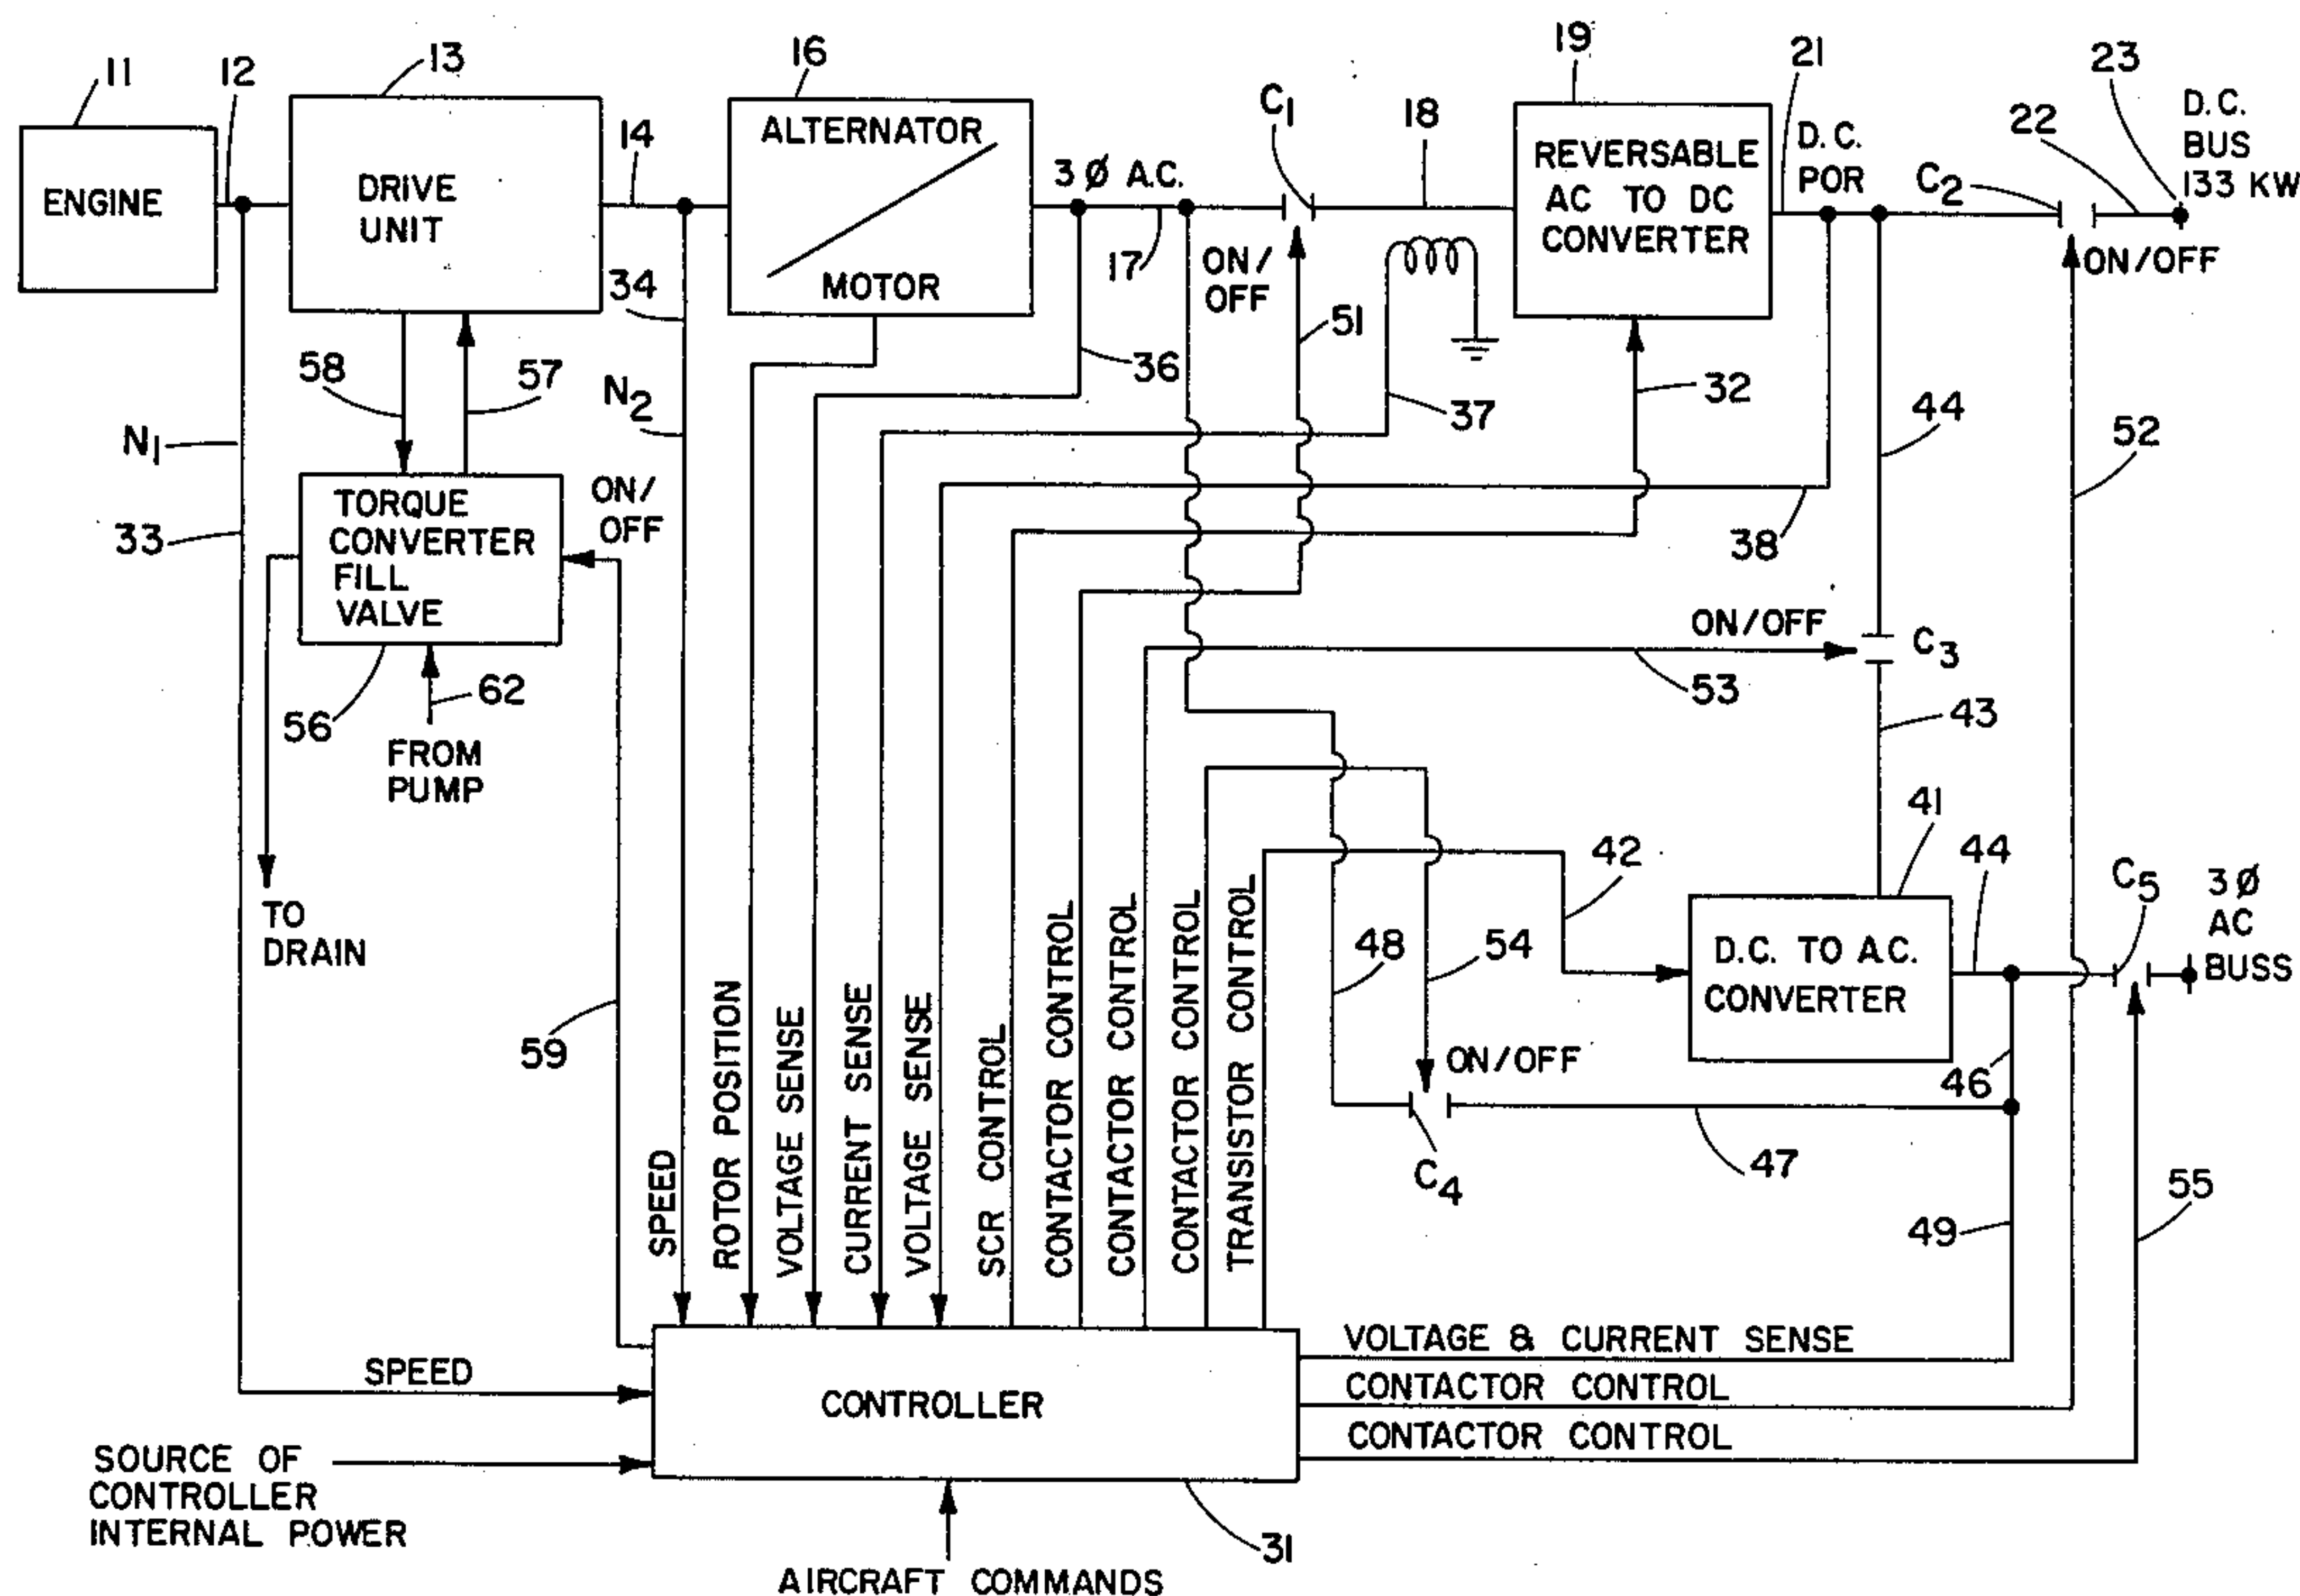 11
12
13
16
19
21
23
D.C.
BUS
133 KW
ENGINE
DRIVE
UNIT
14
ALTERNATOR
MOTOR
3Ø A.C.
17
C1
18
REVERSABLE
AC TO DC
CONVERTER
D.C.
POR
C2
22
ON/OFF
ON/
OFF
34
51
58
57
N2
36
37
32
44
52
N1
33
TORQUE
CONVERTER
FILL
VALVE
ON/
OFF
38
ON/OFF
C3
53
56
62
FROM
PUMP
43
TO
DRAIN
59
41
42
44
C5
3Ø
AC
BUSS
48
54
D.C. TO A.C.
CONVERTER
ON/OFF
46
C4
47
49
55
SPEED
ROTOR POSITION
VOLTAGE SENSE
CURRENT SENSE
VOLTAGE SENSE
SCR CONTROL
CONTACTOR CONTROL
CONTACTOR CONTROL
CONTACTOR CONTROL
TRANSISTOR CONTROL
VOLTAGE & CURRENT SENSE
CONTACTOR CONTROL
CONTACTOR CONTROL
SPEED
CONTROLLER
SOURCE OF
CONTROLLER
INTERNAL POWER
31
AIRCRAFT COMMANDS